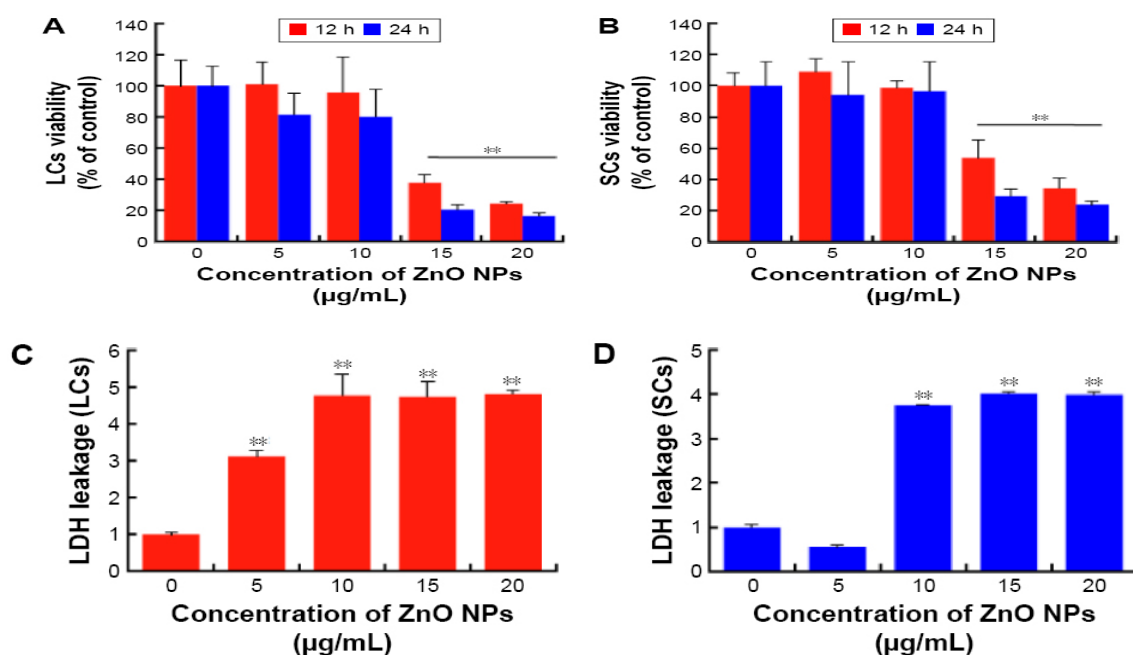 A
12 h 24 h
LCs viability
(% of control)
140
120
100
80
60
40
20
0
**
0 5 10 15 20
Concentration of ZnO NPs
(µg/mL)
B
12 h 24 h
SCs viability
(% of control)
140
120
100
80
60
40
20
0
**
0 5 10 15 20
Concentration of ZnO NPs
(µg/mL)
C
LDH leakage (LCs)
6
5
4
3
2
1
0
** ** ** **
0 5 10 15 20
Concentration of ZnO NPs
(µg/mL)
D
LDH leakage (SCs)
5
4
3
2
1
0
** ** **
0 5 10 15 20
Concentration of ZnO NPs
(µg/mL)